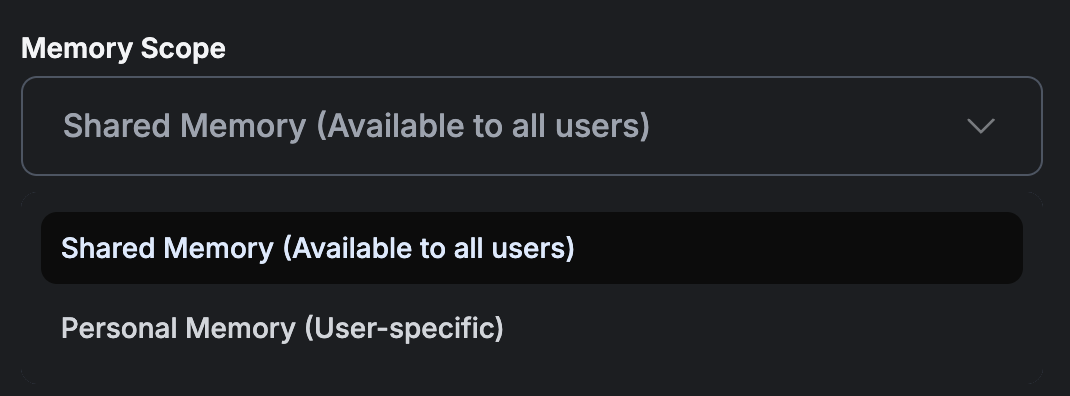 Memory Scope
Shared Memory (Available to all users)
Shared Memory (Available to all users)
Personal Memory (User-specific)